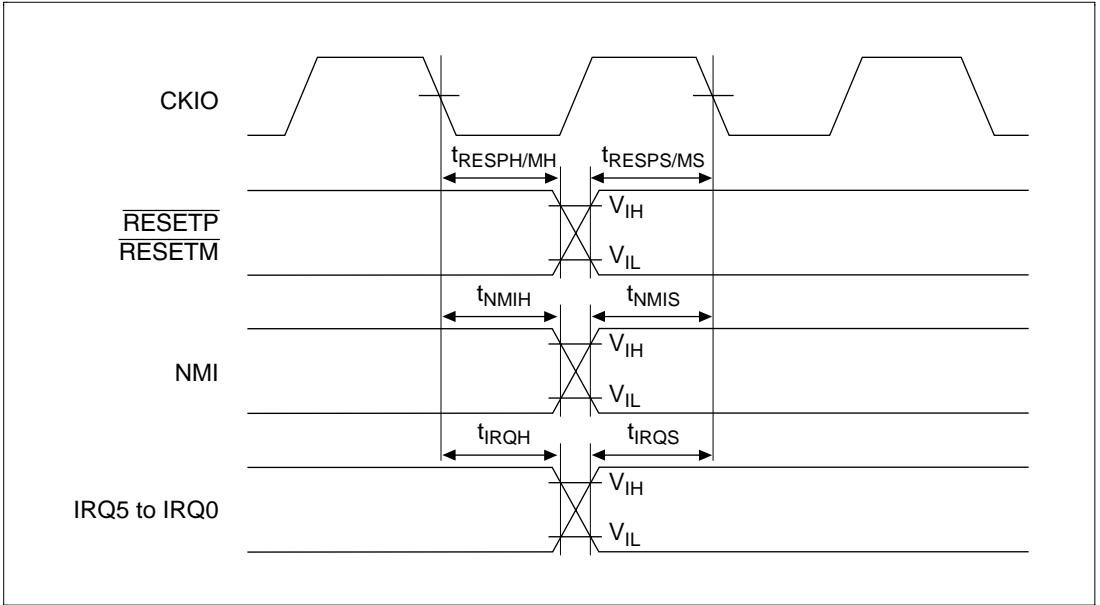 CKIO
tRESPH/MH tRESPS/MS
RESETP
RESETM
VIH
VIL
tNMIH tNMIS
NMI
VIH
VIL
tIRQH tIRQS
IRQ5 to IRQ0
VIH
VIL